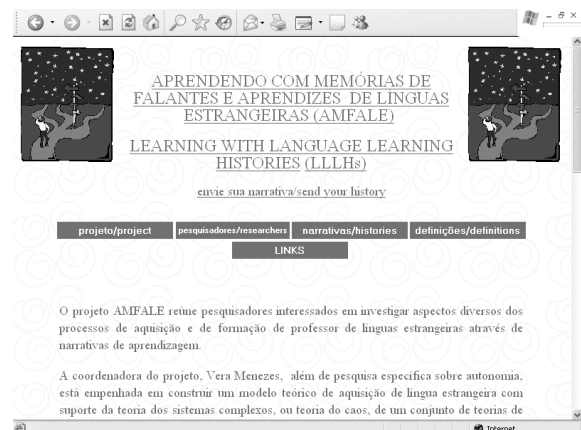 APRENDENDO COM MEMÓRIAS DE
FALANTES E APRENDIZES DE LINGUAS
ESTRANGEIRAS (AMFALE)
LEARNING WITH LANGUAGE LEARNING
HISTORIES (LLLHs)
envie sua narrativa/send your history
projeto/project pesquisadores/researchers narrativas/histories definições/definitions
LINKS
O projeto AMFALE reúne pesquisadores interessados em investigar aspectos diversos dos
processos de aquisição e de formação de professor de línguas estrangeiras através de
narrativas de aprendizagem.
A coordenadora do projeto, Vera Menezes, além de pesquisa específica sobre autonomia,
está empenhada em construir um modelo teórico de aquisição de língua estrangeira com
suporte da teoria dos sistemas complexos, ou teoria do caos, de um conjunto de teorias de
Internet